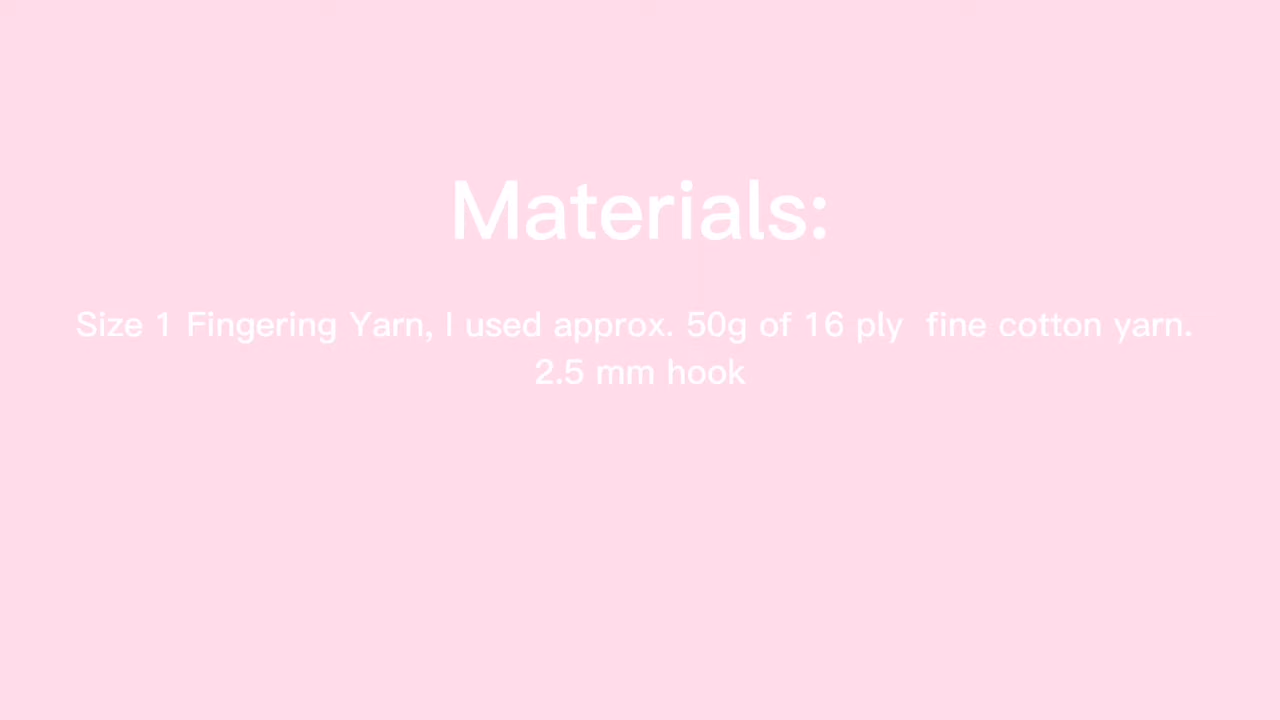 Materials:
Size 1 Fingering Yarn, I used approx. 50g of 16 ply  fine cotton yarn.
2.5 mm hook